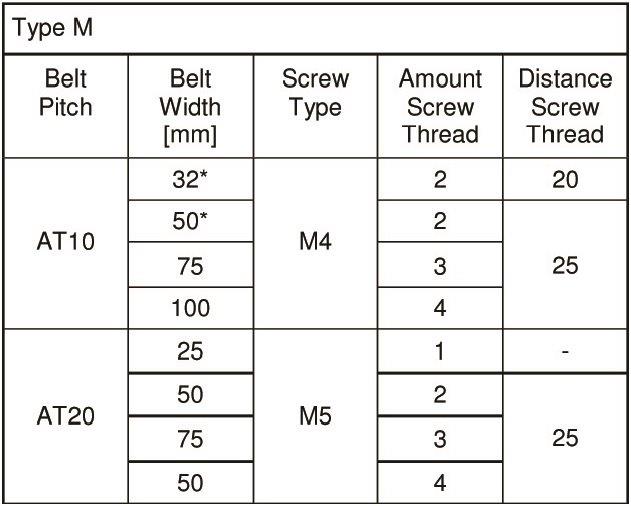 Type M
Belt Pitch Belt Width [mm] Screw Type Amount Screw Thread Distance Screw Thread
AT10 32* M4 2 20
50* 2 25
75 3
100 4
AT20 25 M5 1 -
50 2 25
75 3
50 4